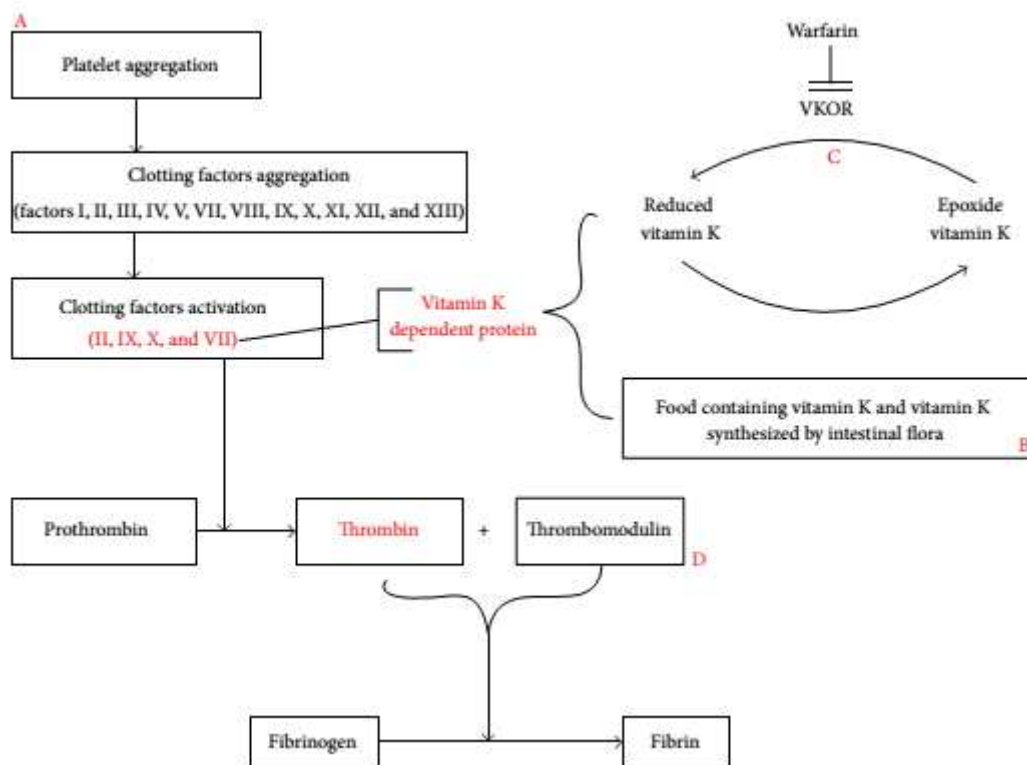 A
Platelet aggregation
Clotting factors aggregation
(factors I, II, III, IV, V, VII, VIII, IX, X, XI, XII, and XIII)
Clotting factors activation
(II, IX, X, and VII)
Vitamin K
dependent protein
Warfarin
VKOR
C
Reduced
vitamin K
Epoxide
vitamin K
Food containing vitamin K and vitamin K
synthesized by intestinal flora
B
Prothrombin
Thrombin
+
Thrombomodulin
D
Fibrinogen
Fibrin